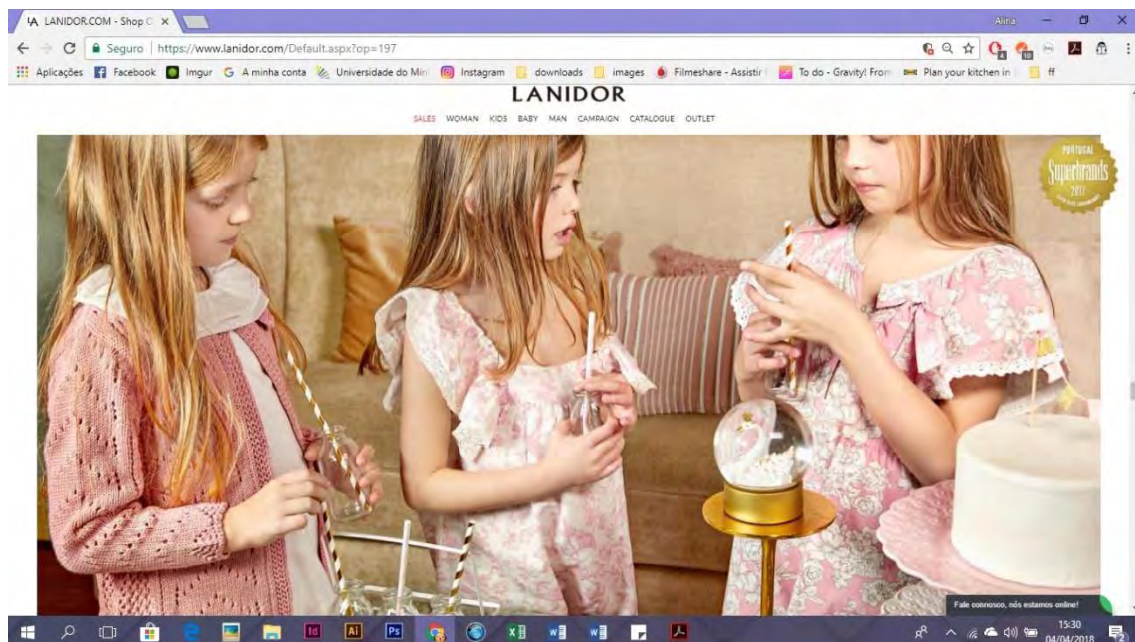 LANIDOR.COM - Shop O
Alina
Seguro | https://www.lanidor.com/Default.aspx?op=197
Aplicações Facebook Imgur A minha conta Universidade do Min Instagram downloads images Filmeshare - Assistir To do - Gravity! From Plan your kitchen in ff
LANIDOR
SALES WOMAN KIDS BABY MAN CAMPAIGN CATALOGUE OUTLET
PORTUGAL
Superbrands
2017
Fale connosco, nós estamos online!
15:30
04/04/2018